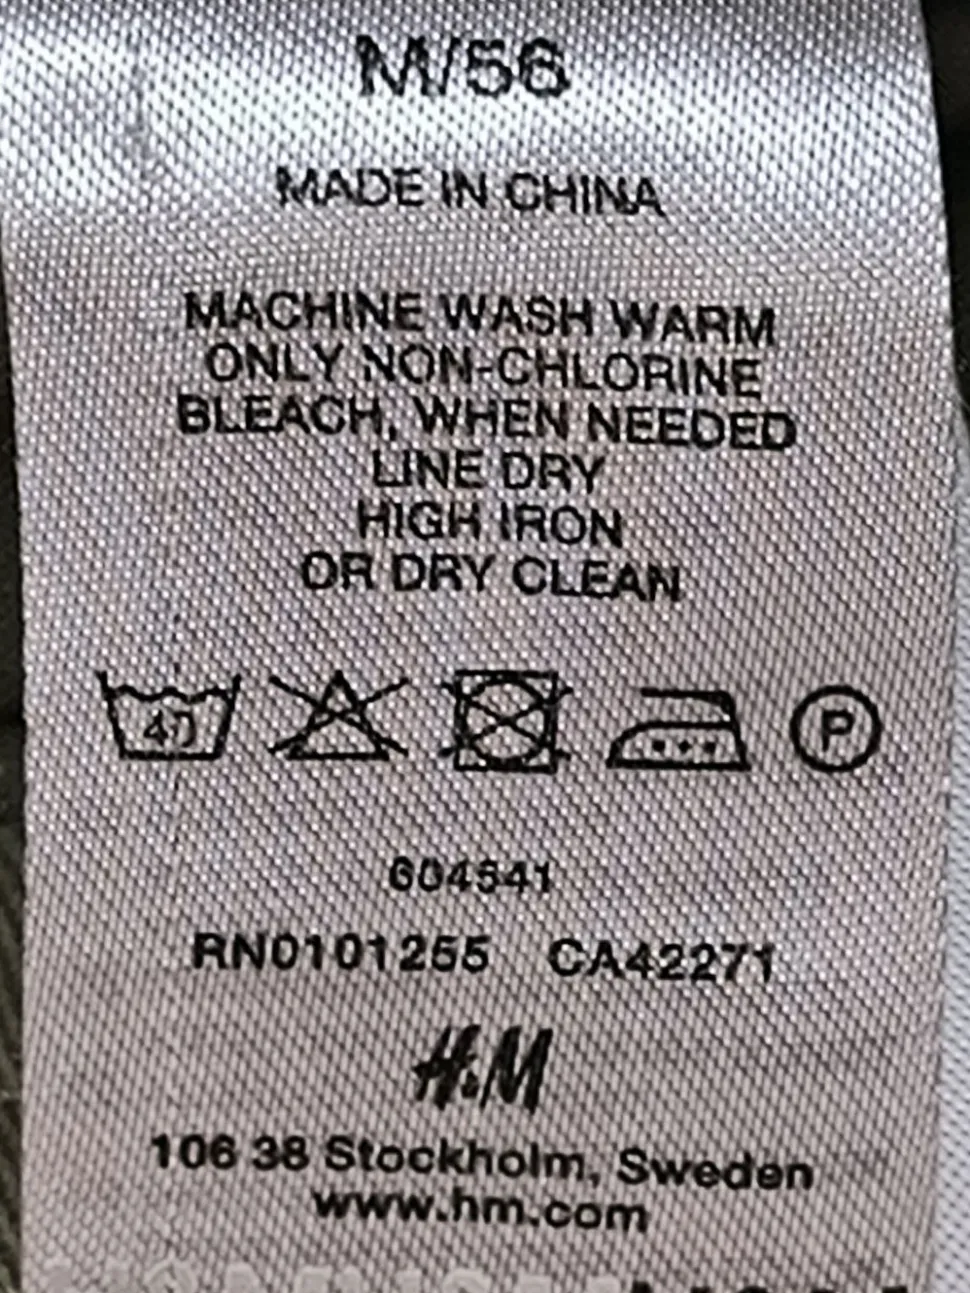 M/56
MADE IN CHINA
MACHINE WASH WARM
ONLY NON-CHLORINE
BLEACH, WHEN NEEDED
LINE DRY
HIGH IRON
OR DRY CLEAN
40 P
604541
RN0101255 CA42271
H&M
106 38 Stockholm, Sweden
www.hm.com